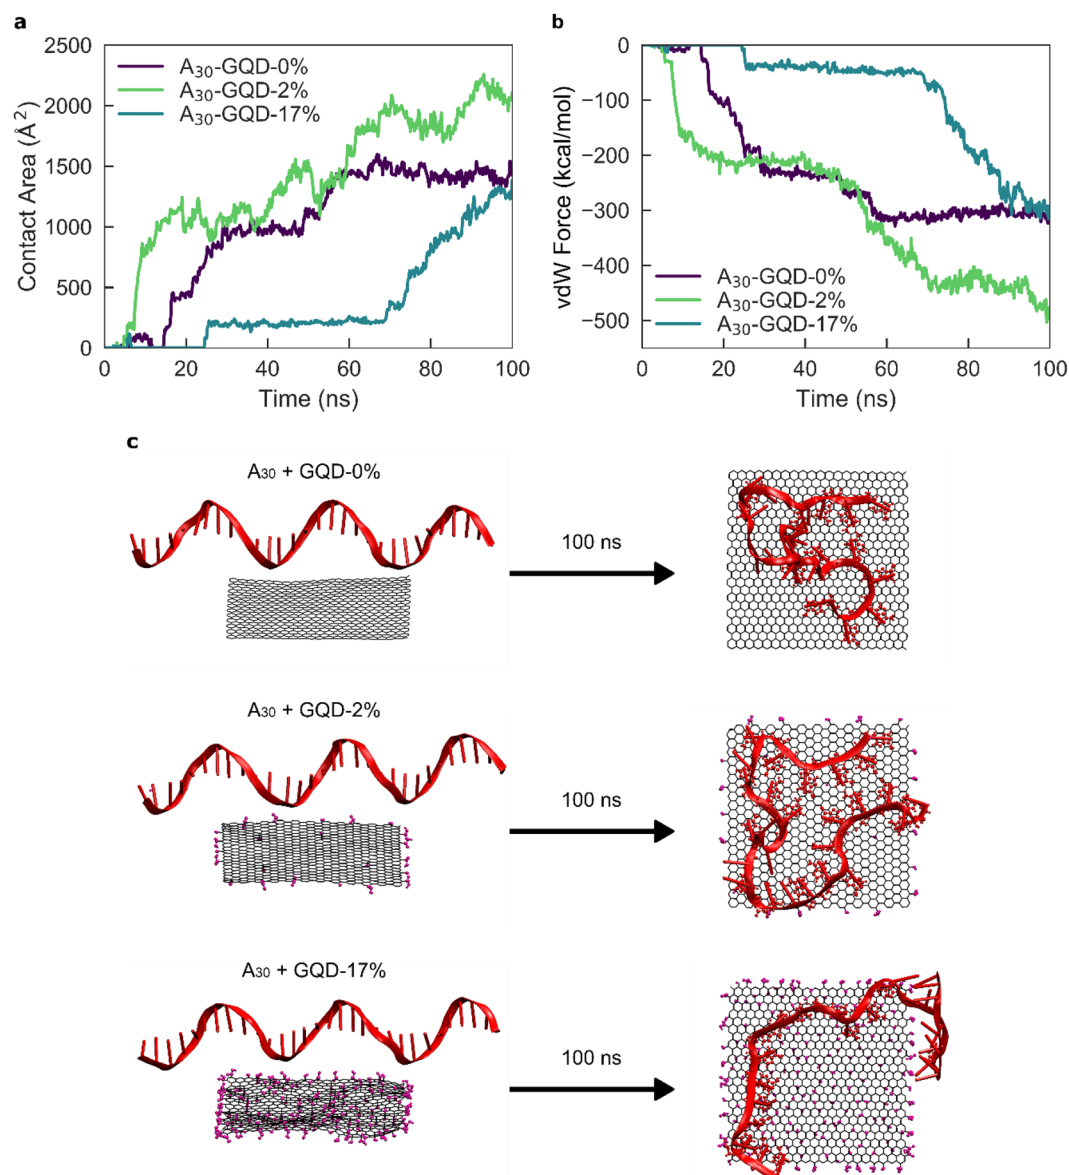 a
2500
2000
1500
1000
500
0
Contact Area (Å²)
A₃₀-GQD-0%
A₃₀-GQD-2%
A₃₀-GQD-17%
0 20 40 60 80 100
Time (ns)
b
0
−100
−200
−300
−400
−500
vdW Force (kcal/mol)
A₃₀-GQD-0%
A₃₀-GQD-2%
A₃₀-GQD-17%
0 20 40 60 80 100
Time (ns)
c
A₃₀ + GQD-0%
100 ns
A₃₀ + GQD-2%
100 ns
A₃₀ + GQD-17%
100 ns